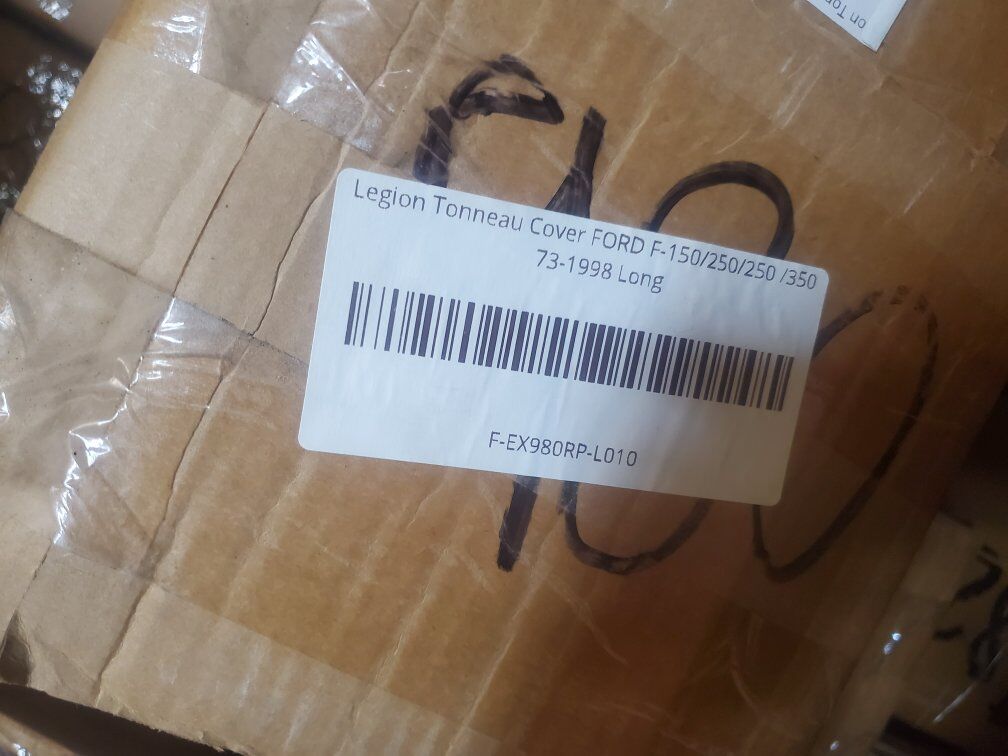 Legion Tonneau Cover FORD F-150/250/250 /350
73-1998 Long
F-EX980RP-L010